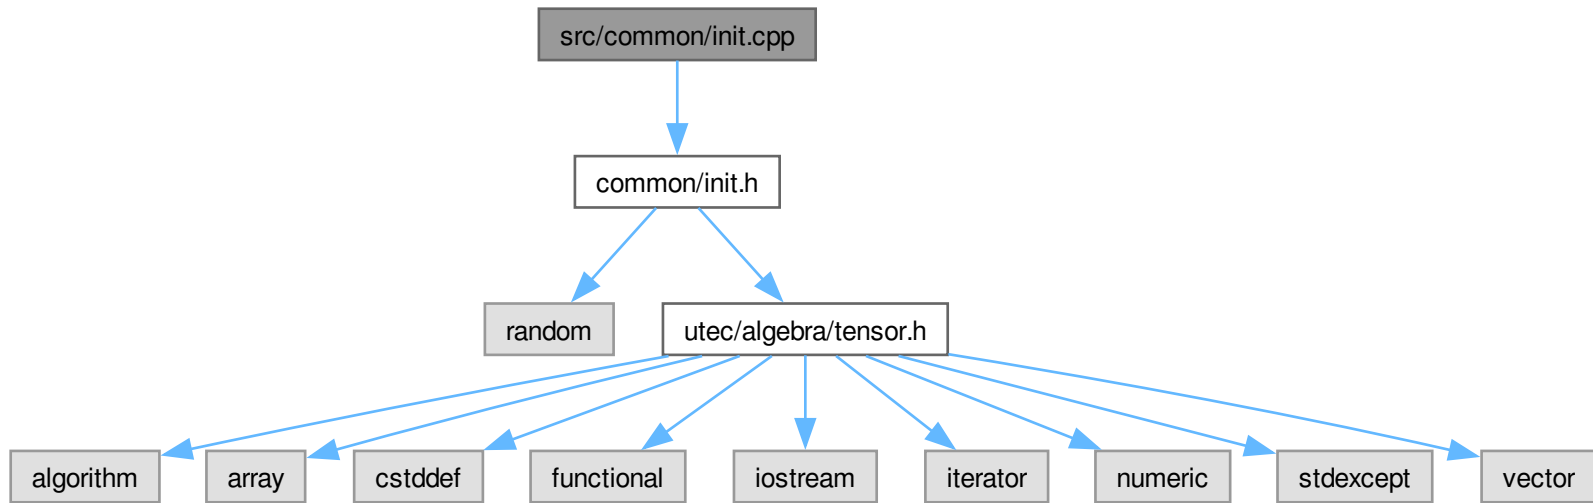 src/common/init.cpp
common/init.h
random
utec/algebra/tensor.h
algorithm
array
cstddef
functional
iostream
iterator
numeric
stdexcept
vector